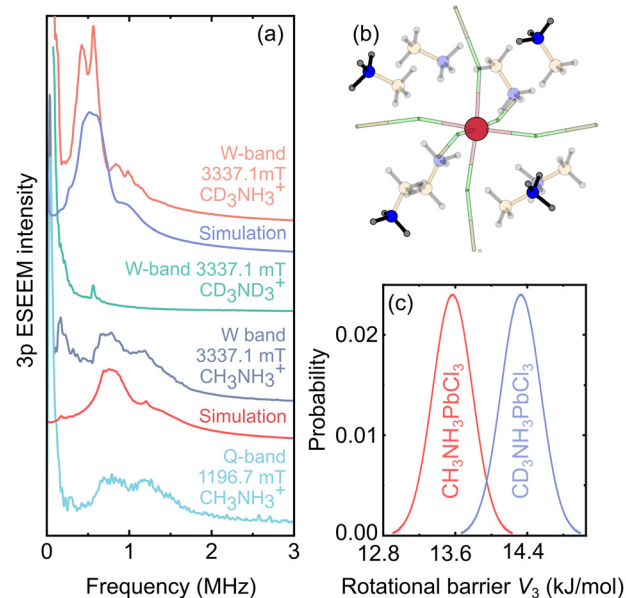 (a)
3p ESEEM intensity
W-band
3337.1mT
CD₃NH₃⁺
Simulation
W-band 3337.1 mT
CD₃ND₃⁺
W band
3337.1 mT
CH₃NH₃⁺
Simulation
Q-band
1196.7 mT
CH₃NH₃⁺
0 1 2 3
Frequency (MHz)
(b)
(c)
Probability
0.02
0.01
0.00
CH₃NH₃PbCl₃
CD₃NH₃PbCl₃
12.8 13.6 14.4
Rotational barrier V₃ (kJ/mol)